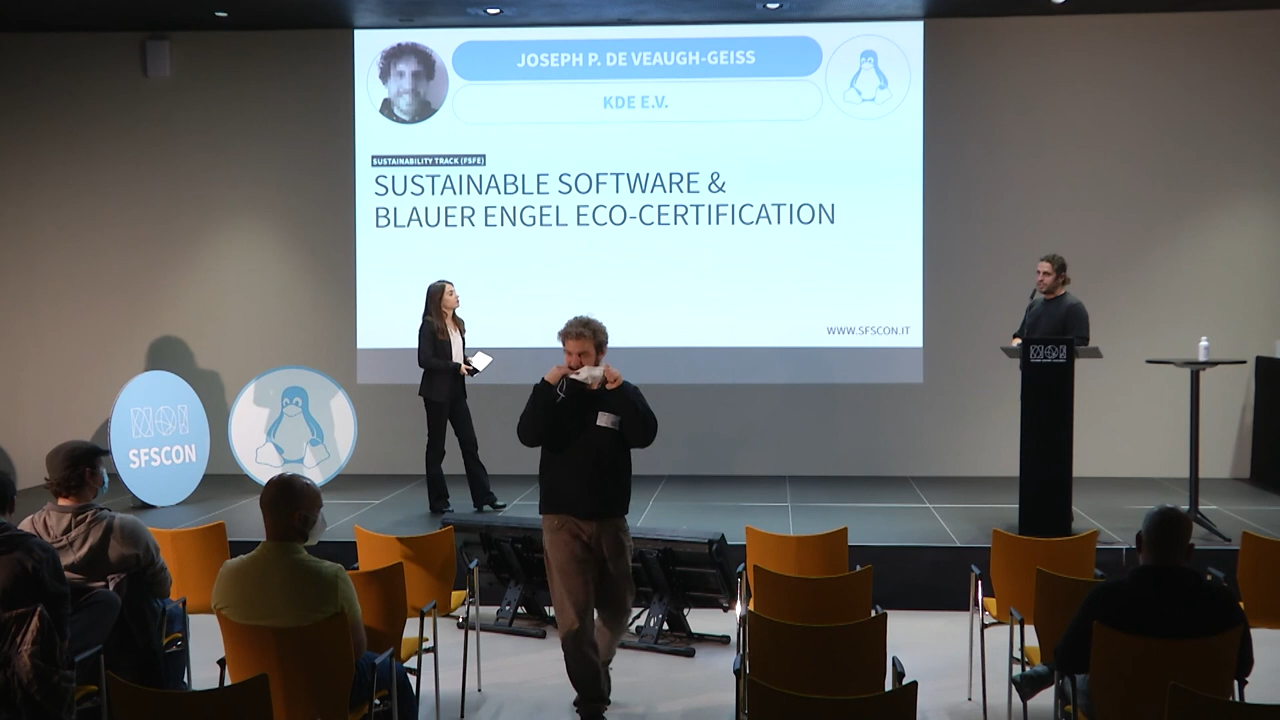 JOSEPH P. DE VEAUGH-GEISS
KDE E.V.
SUSTAINABILITY TRACK (FSFE)
SUSTAINABLE SOFTWARE &
BLAUER ENGEL ECO-CERTIFICATION
WWW.SFSCON.IT
NOI
SFSCON
NOI